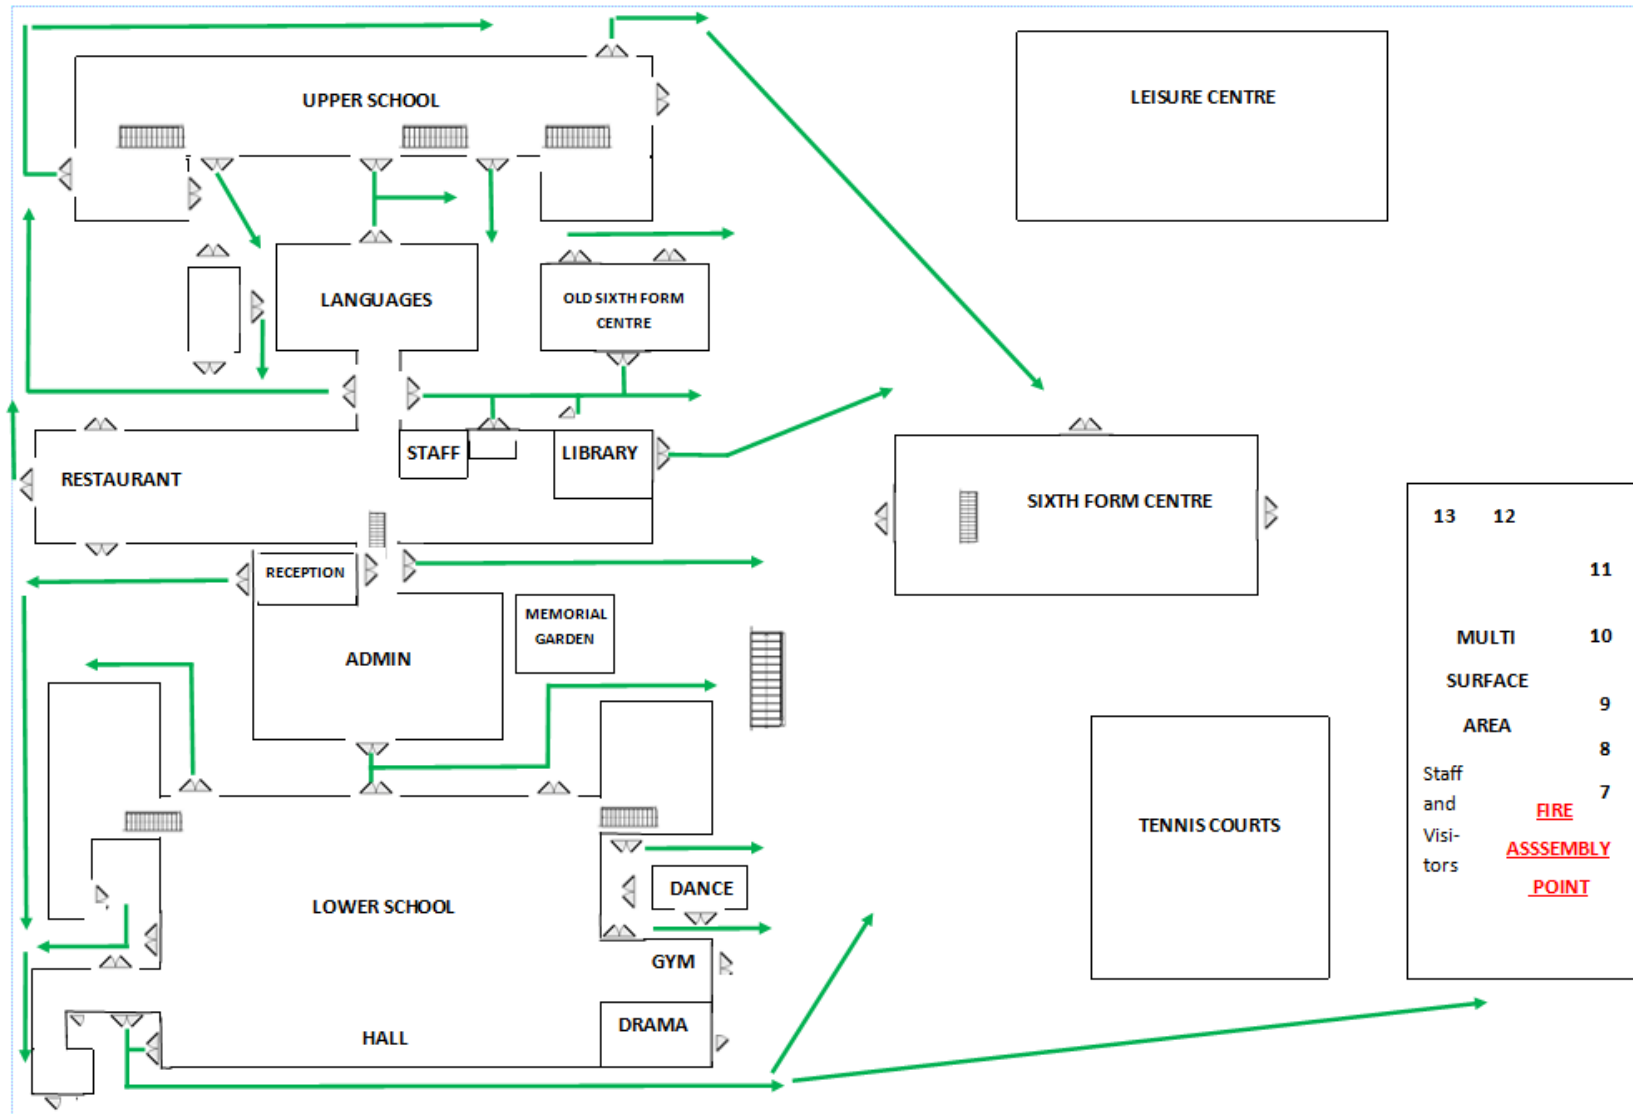 UPPER SCHOOL
LEISURE CENTRE
LANGUAGES
OLD SIXTH FORM
CENTRE
STAFF
LIBRARY
RESTAURANT
SIXTH FORM CENTRE
13 12
11
RECEPTION
MEMORIAL
GARDEN
ADMIN
MULTI
10
SURFACE
9
AREA
8
Staff
and
Visi-
tors
7
FIRE
ASSSEMBLY
POINT
TENNIS COURTS
DANCE
LOWER SCHOOL
GYM
DRAMA
HALL